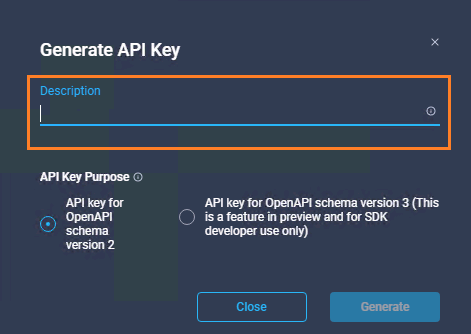 Generate API Key
Description
API Key Purpose
API key for
OpenAPI
schema
version 2
API key for OpenAPI schema version 3 (This
is a feature in preview and for SDK
developer use only)
Close
Generate